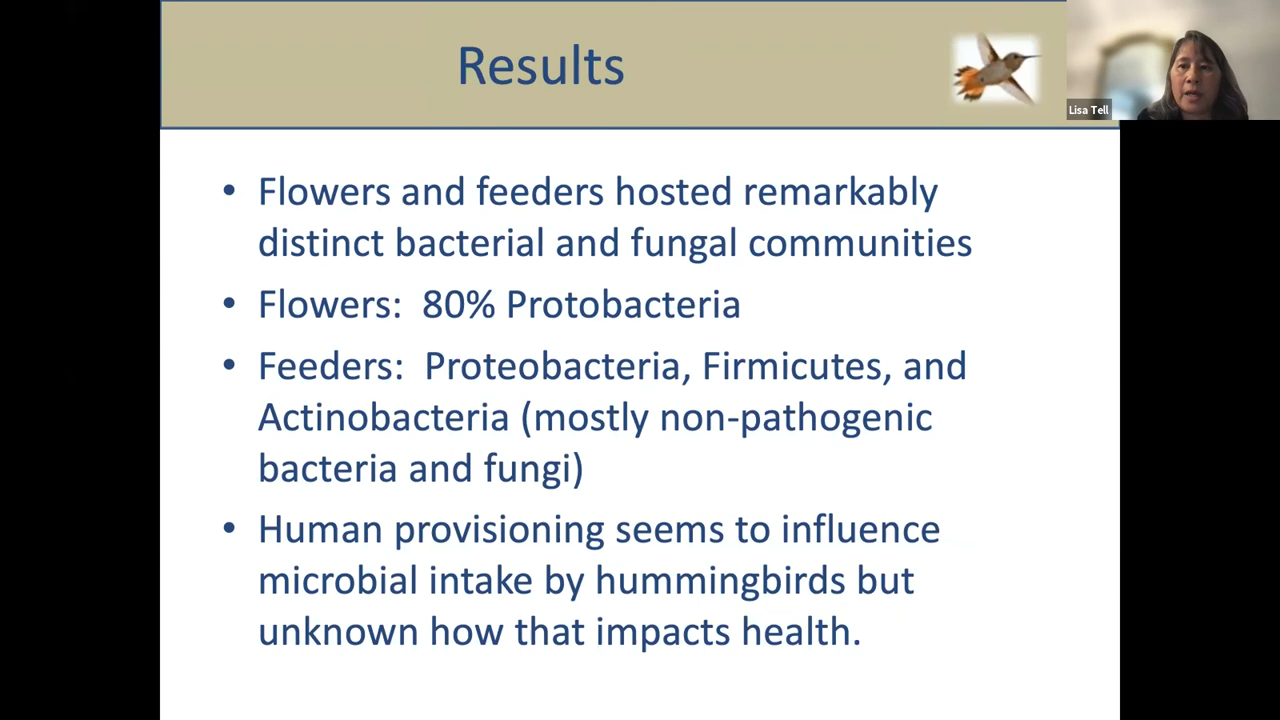 Results
Lisa Tell
• Flowers and feeders hosted remarkably
distinct bacterial and fungal communities
• Flowers: 80% Protobacteria
• Feeders: Proteobacteria, Firmicutes, and
Actinobacteria (mostly non-pathogenic
bacteria and fungi)
• Human provisioning seems to influence
microbial intake by hummingbirds but
unknown how that impacts health.